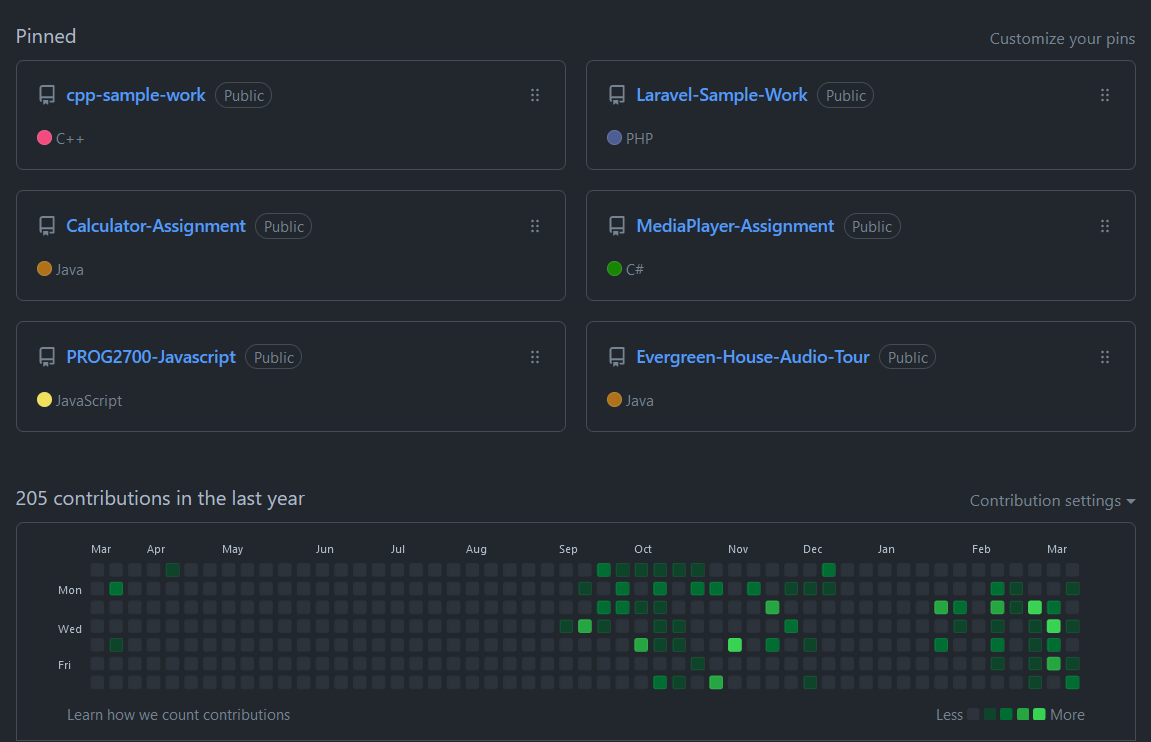 Pinned
Customize your pins
cpp-sample-work Public
C++
Laravel-Sample-Work Public
PHP
Calculator-Assignment Public
Java
MediaPlayer-Assignment Public
C#
PROG2700-Javascript Public
JavaScript
Evergreen-House-Audio-Tour Public
Java
205 contributions in the last year
Contribution settings
Mar Apr May Jun Jul Aug Sep Oct Nov Dec Jan Feb Mar
Mon
Wed
Fri
Learn how we count contributions
Less More